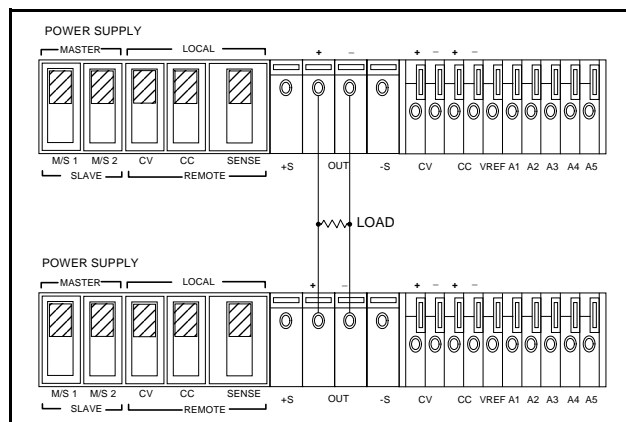 POWER SUPPLY
MASTER LOCAL
+ − + − + −
M/S 1 M/S 2 CV CC SENSE +S OUT -S CV CC VREF A1 A2 A3 A4 A5
SLAVE REMOTE
LOAD
POWER SUPPLY
MASTER LOCAL
+ − + − + −
M/S 1 M/S 2 CV CC SENSE +S OUT -S CV CC VREF A1 A2 A3 A4 A5
SLAVE REMOTE